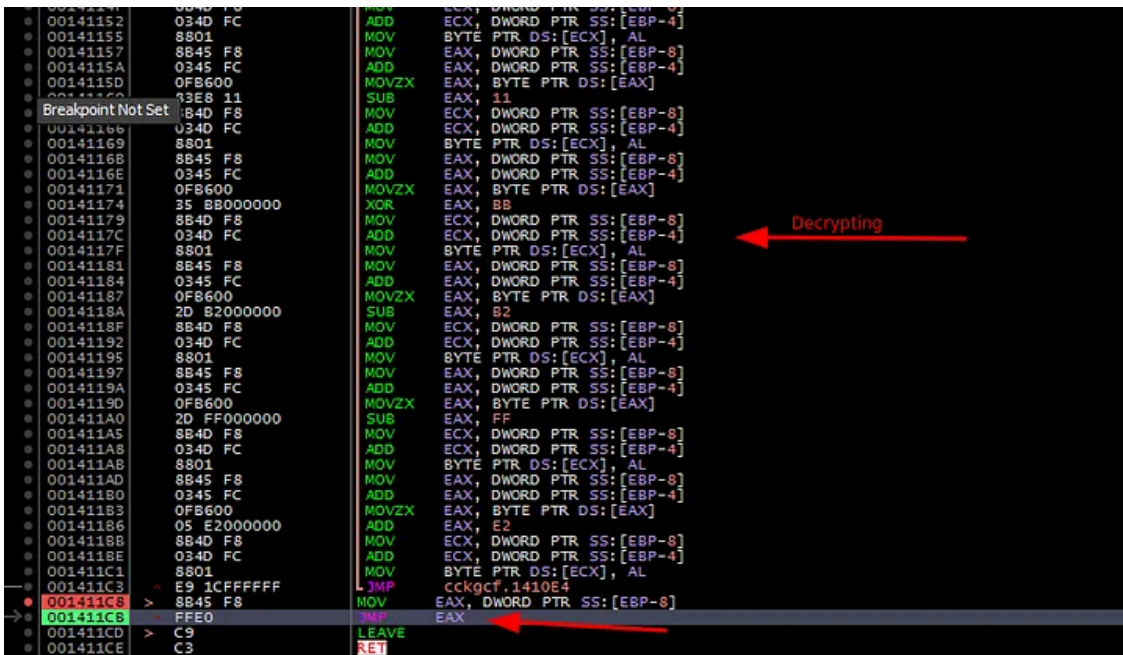 00141152 034D FC ADD ECX, DWORD PTR SS:[EBP-4]
00141155 8801 MOV BYTE PTR DS:[ECX], AL
00141157 8B45 F8 MOV EAX, DWORD PTR SS:[EBP-8]
0014115A 0345 FC ADD EAX, DWORD PTR SS:[EBP-4]
0014115D 0FB600 MOVZX EAX, BYTE PTR DS:[EAX]
83E8 11 SUB EAX, 11
Breakpoint Not Set 8B4D F8 MOV ECX, DWORD PTR SS:[EBP-8]
00141166 034D FC ADD ECX, DWORD PTR SS:[EBP-4]
00141169 8801 MOV BYTE PTR DS:[ECX], AL
0014116B 8B45 F8 MOV EAX, DWORD PTR SS:[EBP-8]
0014116E 0345 FC ADD EAX, DWORD PTR SS:[EBP-4]
00141171 0FB600 MOVZX EAX, BYTE PTR DS:[EAX]
00141174 35 BB000000 XOR EAX, BB
00141179 8B4D F8 MOV ECX, DWORD PTR SS:[EBP-8] Decrypting
0014117C 034D FC ADD ECX, DWORD PTR SS:[EBP-4]
0014117F 8801 MOV BYTE PTR DS:[ECX], AL
00141181 8B45 F8 MOV EAX, DWORD PTR SS:[EBP-8]
00141184 0345 FC ADD EAX, DWORD PTR SS:[EBP-4]
00141187 0FB600 MOVZX EAX, BYTE PTR DS:[EAX]
0014118A 2D B2000000 SUB EAX, B2
0014118F 8B4D F8 MOV ECX, DWORD PTR SS:[EBP-8]
00141192 034D FC ADD ECX, DWORD PTR SS:[EBP-4]
00141195 8801 MOV BYTE PTR DS:[ECX], AL
00141197 8B45 F8 MOV EAX, DWORD PTR SS:[EBP-8]
0014119A 0345 FC ADD EAX, DWORD PTR SS:[EBP-4]
0014119D 0FB600 MOVZX EAX, BYTE PTR DS:[EAX]
001411A0 2D FF000000 SUB EAX, FF
001411A5 8B4D F8 MOV ECX, DWORD PTR SS:[EBP-8]
001411A8 034D FC ADD ECX, DWORD PTR SS:[EBP-4]
001411AB 8801 MOV BYTE PTR DS:[ECX], AL
001411AD 8B45 F8 MOV EAX, DWORD PTR SS:[EBP-8]
001411B0 0345 FC ADD EAX, DWORD PTR SS:[EBP-4]
001411B3 0FB600 MOVZX EAX, BYTE PTR DS:[EAX]
001411B6 05 E2000000 ADD EAX, E2
001411BB 8B4D F8 MOV ECX, DWORD PTR SS:[EBP-8]
001411BE 034D FC ADD ECX, DWORD PTR SS:[EBP-4]
001411C1 8801 MOV BYTE PTR DS:[ECX], AL
001411C3 ^ E9 1CFFFFFF JMP cckgcf.1410E4
001411C8 > 8B45 F8 MOV EAX, DWORD PTR SS:[EBP-8]
001411CB ^ FFE0 JMP EAX
001411CD > C9 LEAVE
001411CE C3 RET